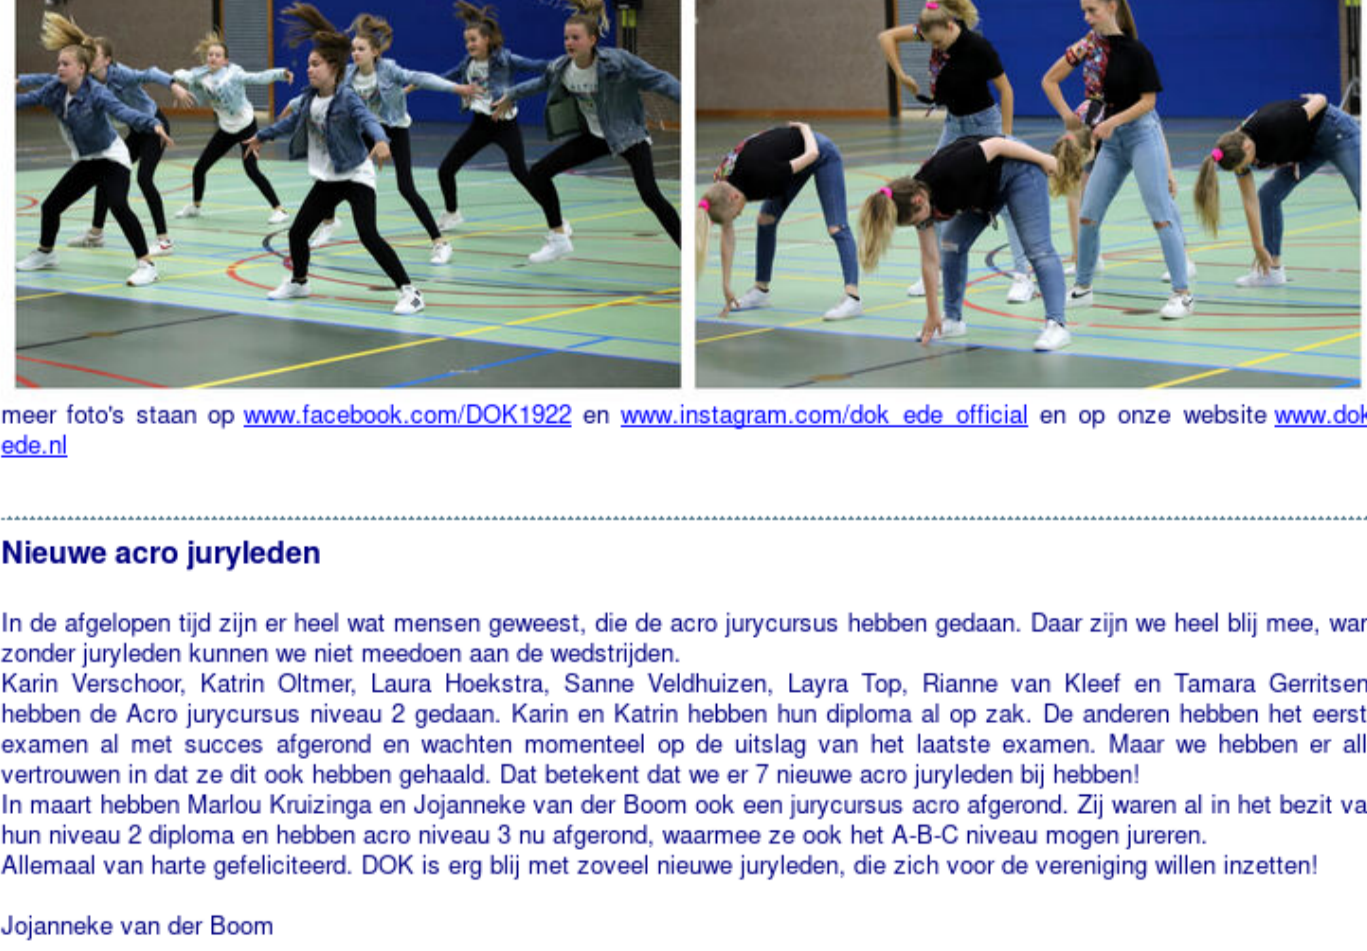 meer foto's staan op www.facebook.com/DOK1922 en www.instagram.com/dok_ede_official en op onze website www.dok
ede.nl
Nieuwe acro juryleden
In de afgelopen tijd zijn er heel wat mensen geweest, die de acro jurycursus hebben gedaan. Daar zijn we heel blij mee, wan
zonder juryleden kunnen we niet meedoen aan de wedstrijden.
Karin Verschoor, Katrin Oltmer, Laura Hoekstra, Sanne Veldhuizen, Layra Top, Rianne van Kleef en Tamara Gerritsen
hebben de Acro jurycursus niveau 2 gedaan. Karin en Katrin hebben hun diploma al op zak. De anderen hebben het eerst
examen al met succes afgerond en wachten momenteel op de uitslag van het laatste examen. Maar we hebben er all
vertrouwen in dat ze dit ook hebben gehaald. Dat betekent dat we er 7 nieuwe acro juryleden bij hebben!
In maart hebben Marlou Kruizinga en Jojanneke van der Boom ook een jurycursus acro afgerond. Zij waren al in het bezit va
hun niveau 2 diploma en hebben acro niveau 3 nu afgerond, waarmee ze ook het A-B-C niveau mogen jureren.
Allemaal van harte gefeliciteerd. DOK is erg blij met zoveel nieuwe juryleden, die zich voor de vereniging willen inzetten!
Jojanneke van der Boom